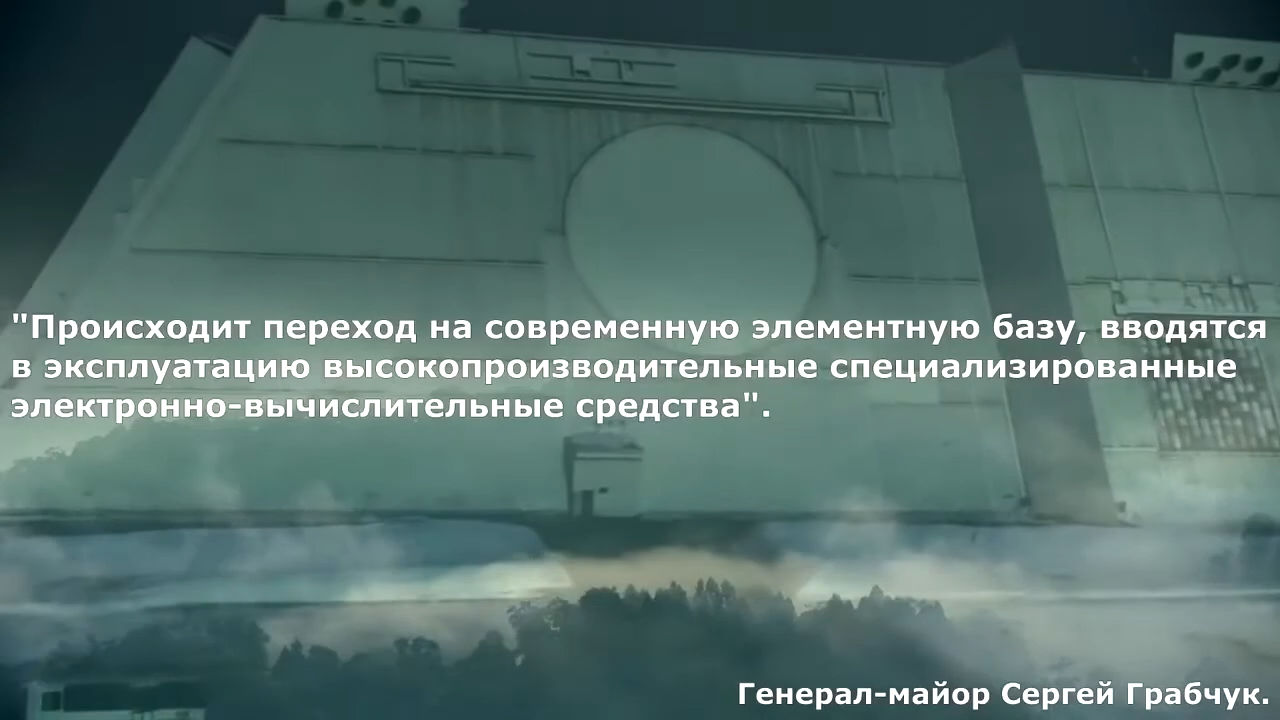 "Происходит переход на современную элементную базу, вводятся
в эксплуатацию высокопроизводительные специализированные
электронно-вычислительные средства".
Генерал-майор Сергей Грабчук.